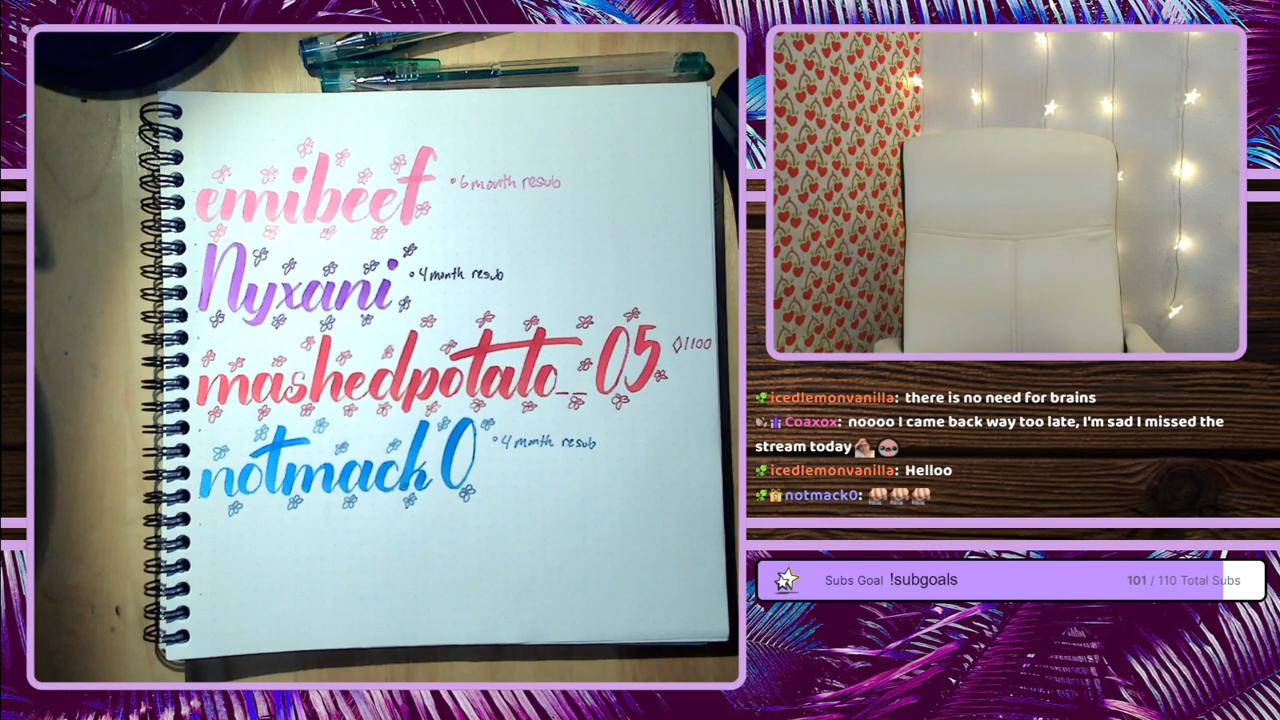 emibeef • 6 month resub
Nyxani • 4 month resub
mashedpotato_05 ◊1100
notmack0 • 4 month resub
icedlemonvanilla: there is no need for brains
Coaxox: noooo I came back way too late, I'm sad I missed the
stream today
icedlemonvanilla: Helloo
notmack0:
Subs Goal !subgoals 101 / 110 Total Subs